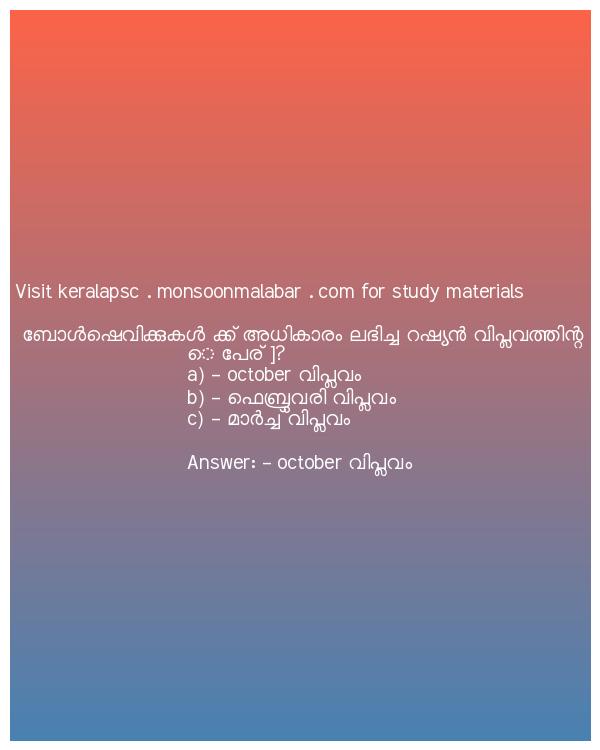 Visit keralapsc . monsoonmalabar . com for study materials
ബോൾഷെവിക്കുകൾ ക്ക് അധികാരം ലഭിച്ച റഷ്യൻ വിപ്ലവത്തിന്റ
െ പേര് ]?
a) - october വിപ്ലവം
b) - ഫെബ്രുവരി വിപ്ലവം
c) - മാർച്ച് വിപ്ലവം
Answer: - october വിപ്ലവം